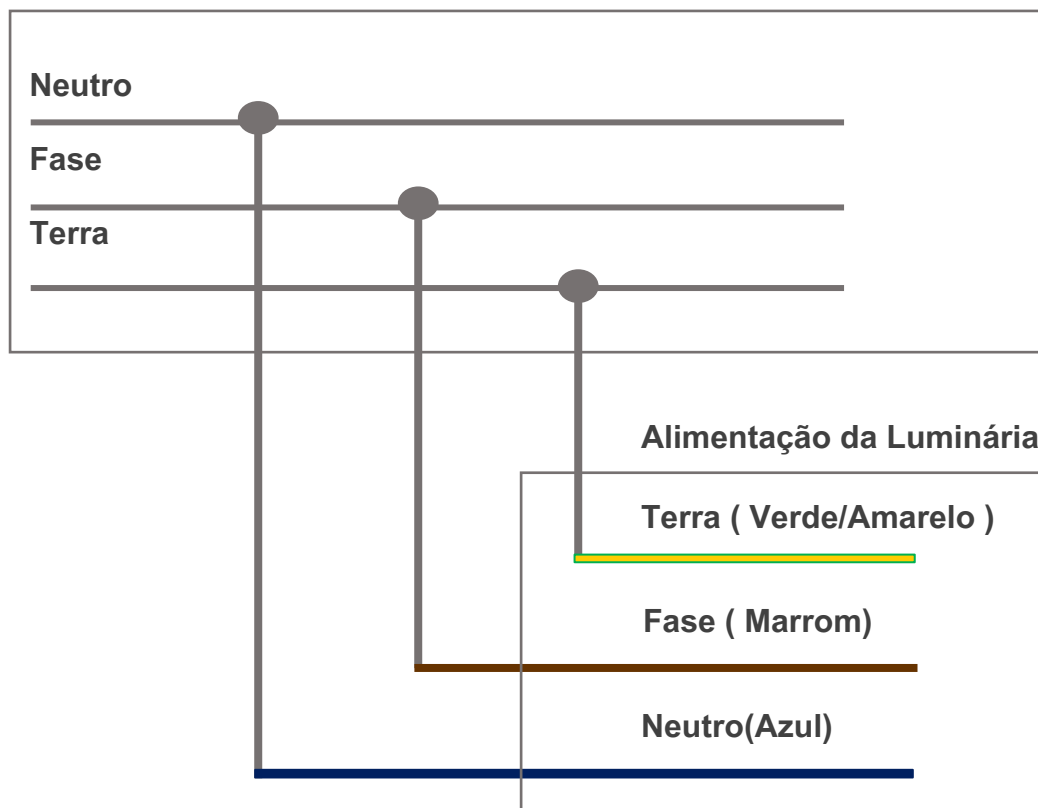 Neutro
Fase
Terra
Alimentação da Luminária
Terra ( Verde/Amarelo )
Fase ( Marrom)
Neutro(Azul)